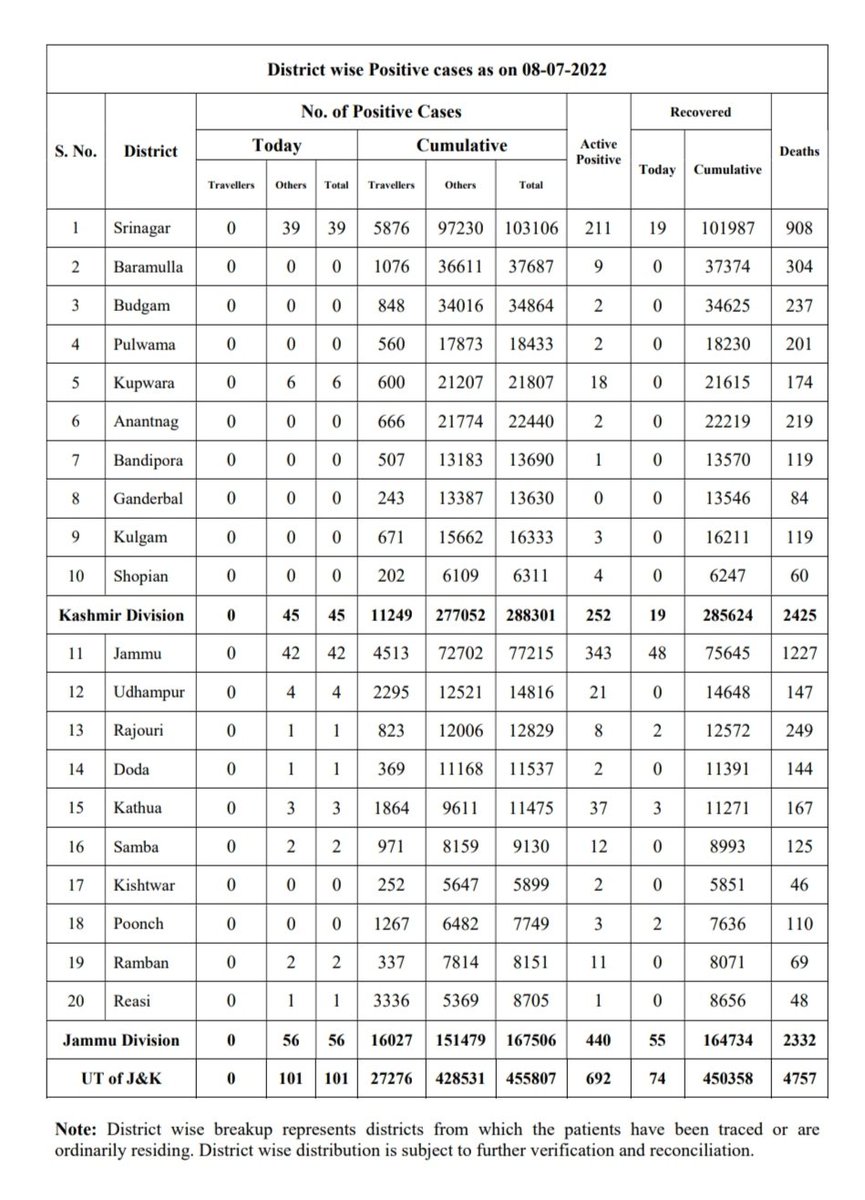 District wise Positive cases as on 08-07-2022
S. No. District No. of Positive Cases Active Positive Recovered Deaths
Today Cumulative Today Cumulative
Travellers Others Total Travellers Others Total
1 Srinagar 0 39 39 5876 97230 103106 211 19 101987 908
2 Baramulla 0 0 0 1076 36611 37687 9 0 37374 304
3 Budgam 0 0 0 848 34016 34864 2 0 34625 237
4 Pulwama 0 0 0 560 17873 18433 2 0 18230 201
5 Kupwara 0 6 6 600 21207 21807 18 0 21615 174
6 Anantnag 0 0 0 666 21774 22440 2 0 22219 219
7 Bandipora 0 0 0 507 13183 13690 1 0 13570 119
8 Ganderbal 0 0 0 243 13387 13630 0 0 13546 84
9 Kulgam 0 0 0 671 15662 16333 3 0 16211 119
10 Shopian 0 0 0 202 6109 6311 4 0 6247 60
Kashmir Division 0 45 45 11249 277052 288301 252 19 285624 2425
11 Jammu 0 42 42 4513 72702 77215 343 48 75645 1227
12 Udhampur 0 4 4 2295 12521 14816 21 0 14648 147
13 Rajouri 0 1 1 823 12006 12829 8 2 12572 249
14 Doda 0 1 1 369 11168 11537 2 0 11391 144
15 Kathua 0 3 3 1864 9611 11475 37 3 11271 167
16 Samba 0 2 2 971 8159 9130 12 0 8993 125
17 Kishtwar 0 0 0 252 5647 5899 2 0 5851 46
18 Poonch 0 0 0 1267 6482 7749 3 2 7636 110
19 Ramban 0 2 2 337 7814 8151 11 0 8071 69
20 Reasi 0 1 1 3336 5369 8705 1 0 8656 48
Jammu Division 0 56 56 16027 151479 167506 440 55 164734 2332
UT of J&K 0 101 101 27276 428531 455807 692 74 450358 4757
Note: District wise breakup represents districts from which the patients have been traced or are
ordinarily residing. District wise distribution is subject to further verification and reconciliation.